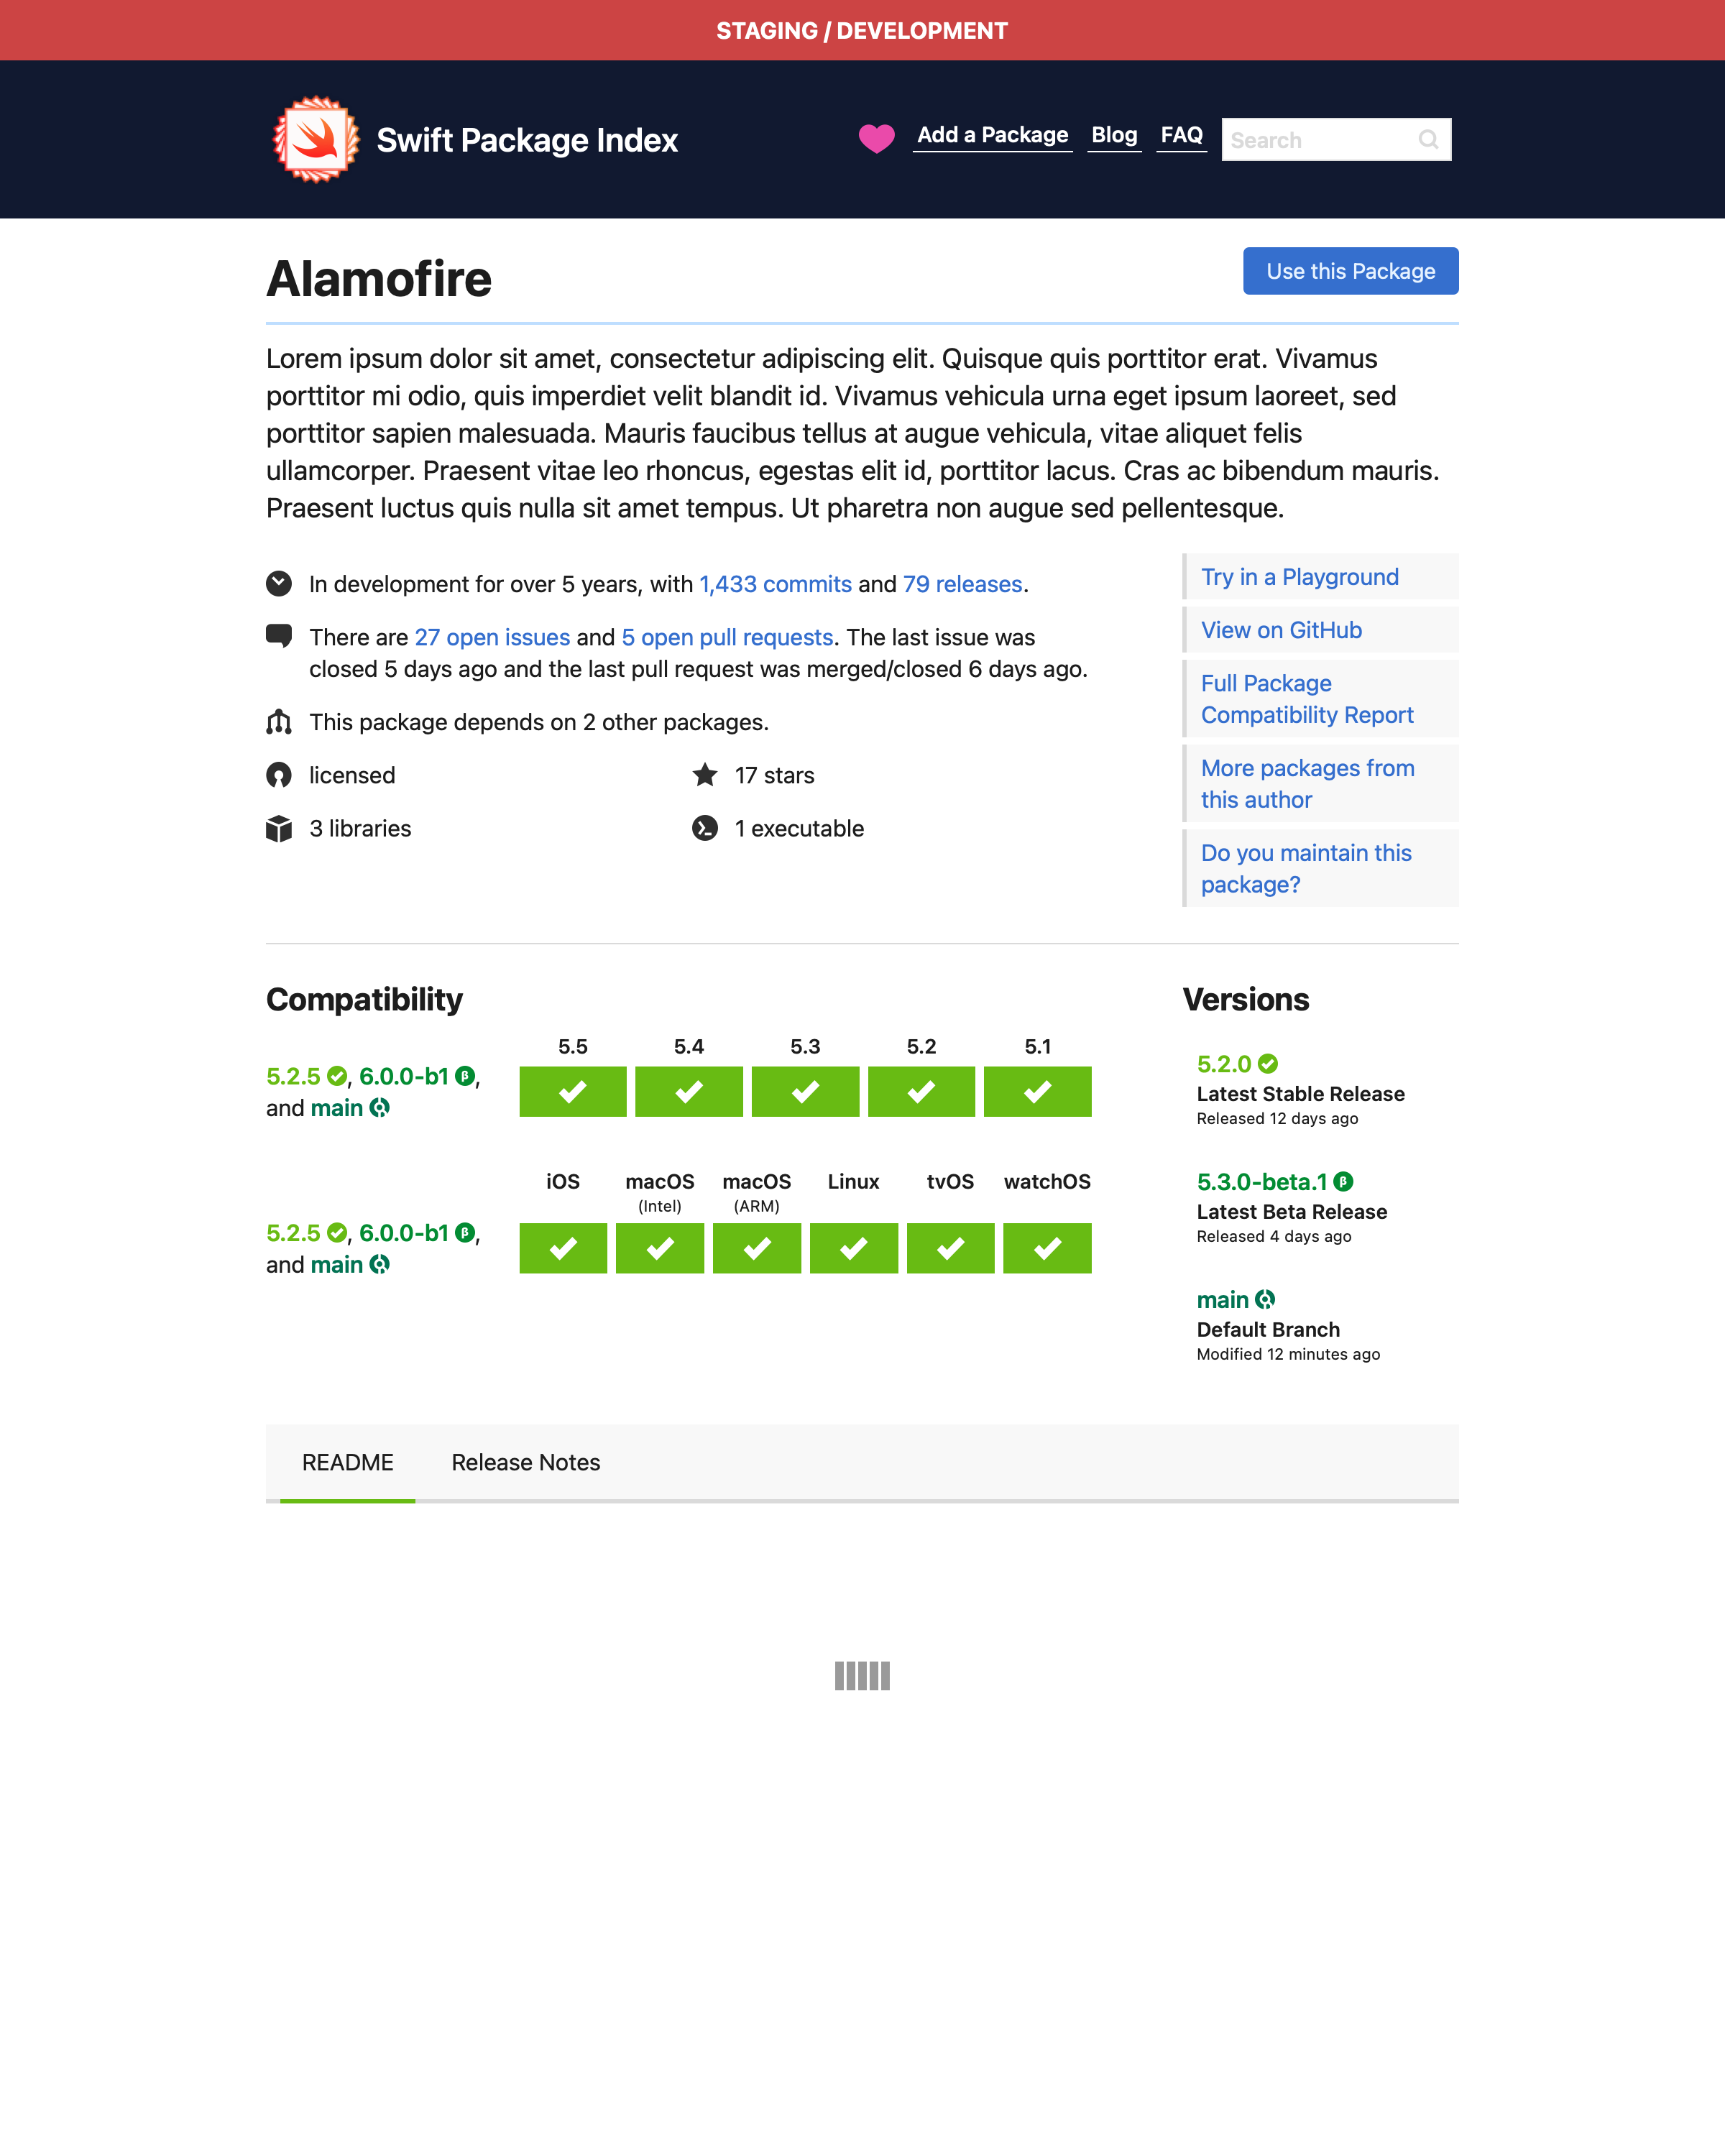 STAGING / DEVELOPMENT
Swift Package Index
Add a Package
Blog
FAQ
Search
Alamofire
Use this Package
Lorem ipsum dolor sit amet, consectetur adipiscing elit. Quisque quis porttitor erat. Vivamus
porttitor mi odio, quis imperdiet velit blandit id. Vivamus vehicula urna eget ipsum laoreet, sed
porttitor sapien malesuada. Mauris faucibus tellus at augue vehicula, vitae aliquet felis
ullamcorper. Praesent vitae leo rhoncus, egestas elit id, porttitor lacus. Cras ac bibendum mauris.
Praesent luctus quis nulla sit amet tempus. Ut pharetra non augue sed pellentesque.
In development for over 5 years, with 1,433 commits and 79 releases.
There are 27 open issues and 5 open pull requests. The last issue was
closed 5 days ago and the last pull request was merged/closed 6 days ago.
This package depends on 2 other packages.
licensed
17 stars
3 libraries
1 executable
Try in a Playground
View on GitHub
Full Package
Compatibility Report
More packages from
this author
Do you maintain this
package?
Compatibility
5.5 5.4 5.3 5.2 5.1
5.2.5, 6.0.0-b1 β,
and main
iOS macOS macOS Linux tvOS watchOS
(Intel) (ARM)
5.2.5, 6.0.0-b1 β,
and main
Versions
5.2.0
Latest Stable Release
Released 12 days ago
5.3.0-beta.1 β
Latest Beta Release
Released 4 days ago
main
Default Branch
Modified 12 minutes ago
README
Release Notes